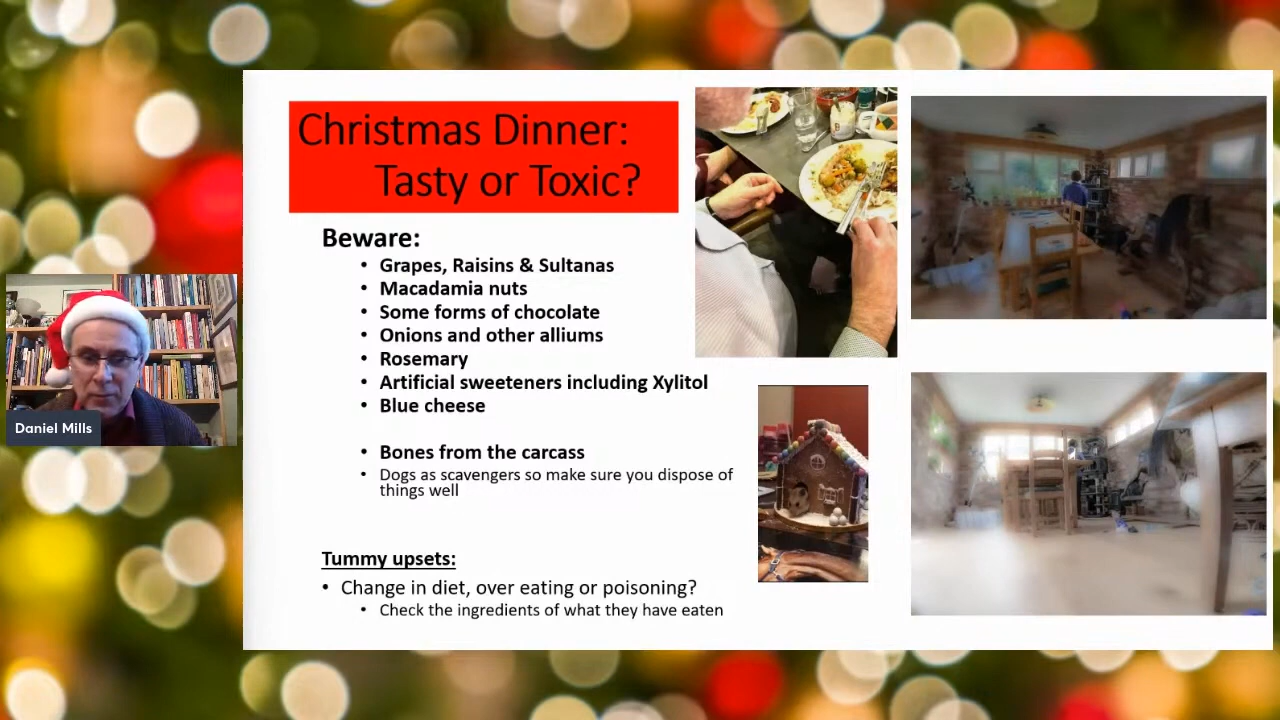 Christmas Dinner:
Tasty or Toxic?
Beware:
• Grapes, Raisins & Sultanas
• Macadamia nuts
• Some forms of chocolate
• Onions and other alliums
• Rosemary
• Artificial sweeteners including Xylitol
• Blue cheese
• Bones from the carcass
• Dogs as scavengers so make sure you dispose of
things well
Tummy upsets:
• Change in diet, over eating or poisoning?
• Check the ingredients of what they have eaten
Daniel Mills